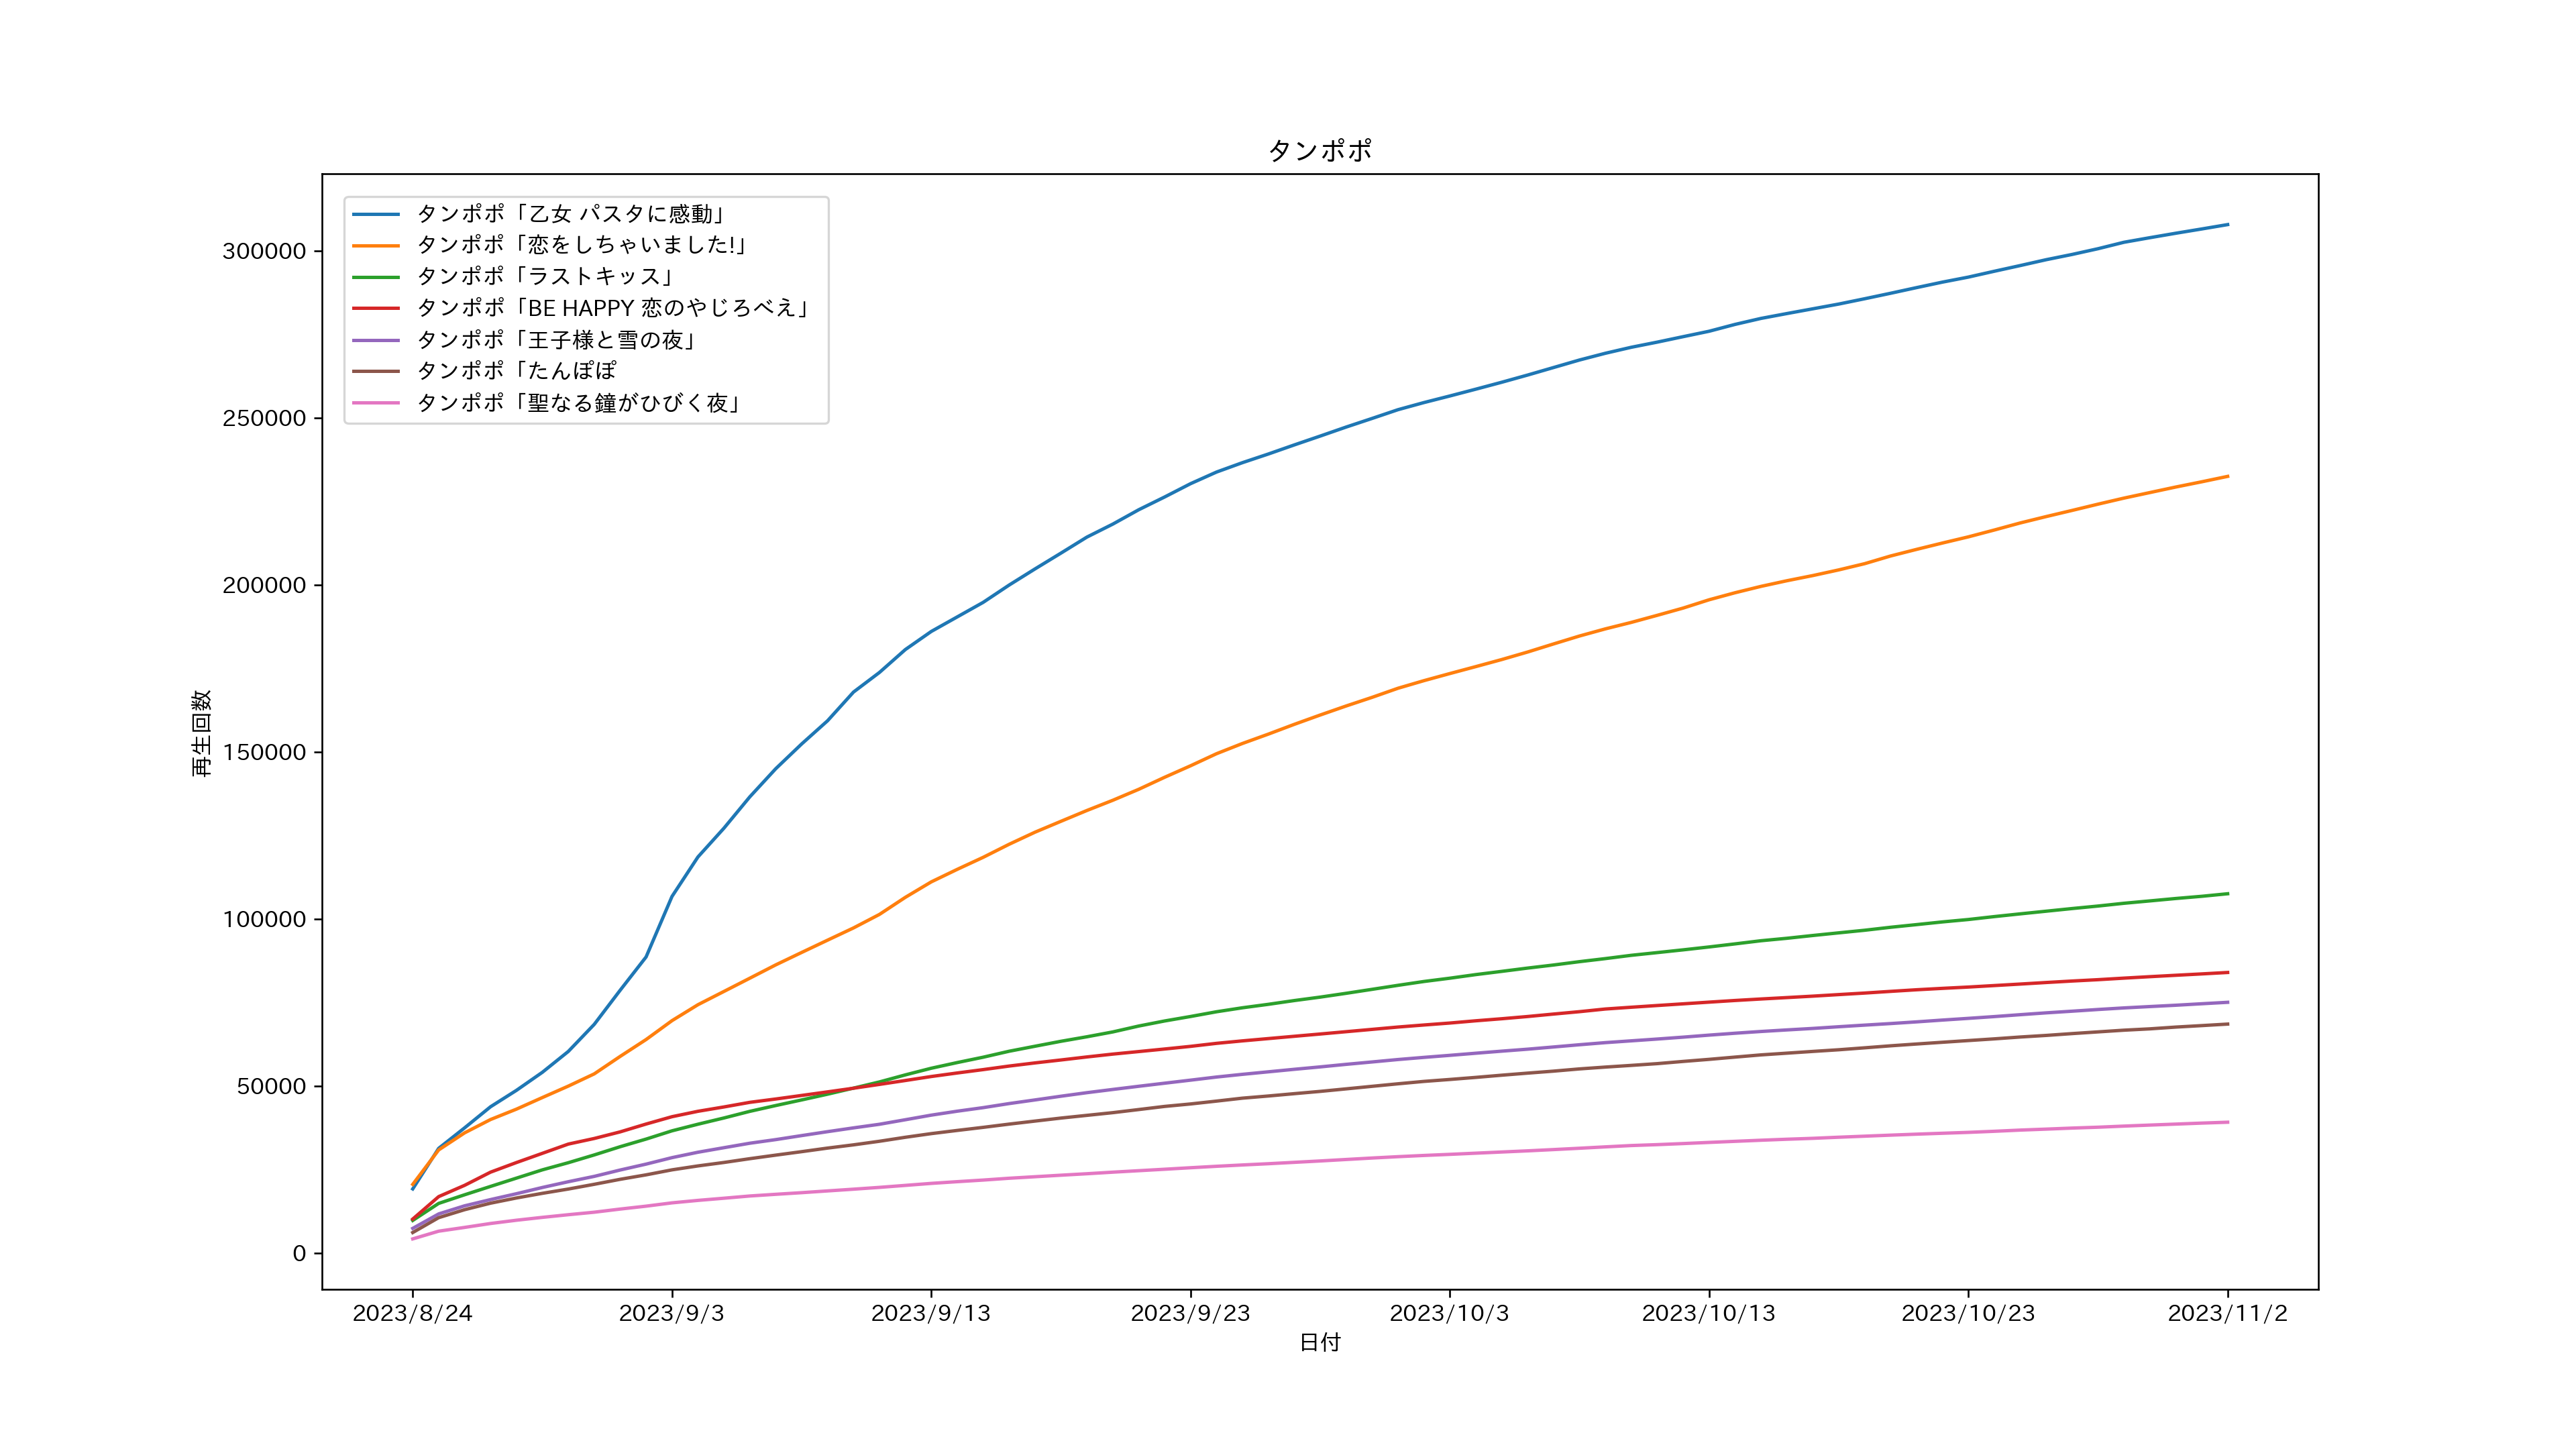 タンポポ
タンポポ「乙女 パスタに感動」
タンポポ「恋をしちゃいました!」
タンポポ「ラストキッス」
タンポポ「BE HAPPY 恋のやじろべえ」
タンポポ「王子様と雪の夜」
タンポポ「たんぽぽ
タンポポ「聖なる鐘がひびく夜」
再生回数
300000
250000
200000
150000
100000
50000
0
2023/8/24 2023/9/3 2023/9/13 2023/9/23 2023/10/3 2023/10/13 2023/10/23 2023/11/2
日付